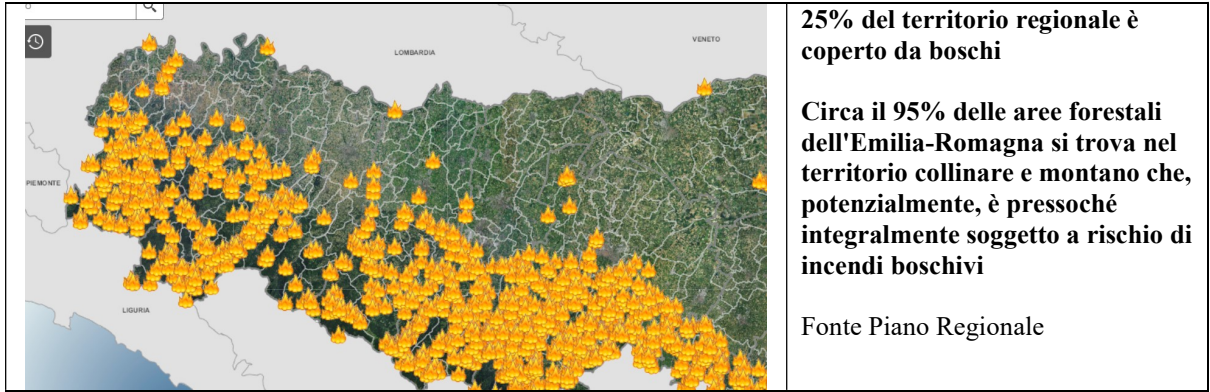 LOMBARDIA
VENETO
PIEMONTE
LIGURIA
25% del territorio regionale è
coperto da boschi
Circa il 95% delle aree forestali
dell'Emilia-Romagna si trova nel
territorio collinare e montano che,
potenzialmente, è pressoché
integralmente soggetto a rischio di
incendi boschivi
Fonte Piano Regionale